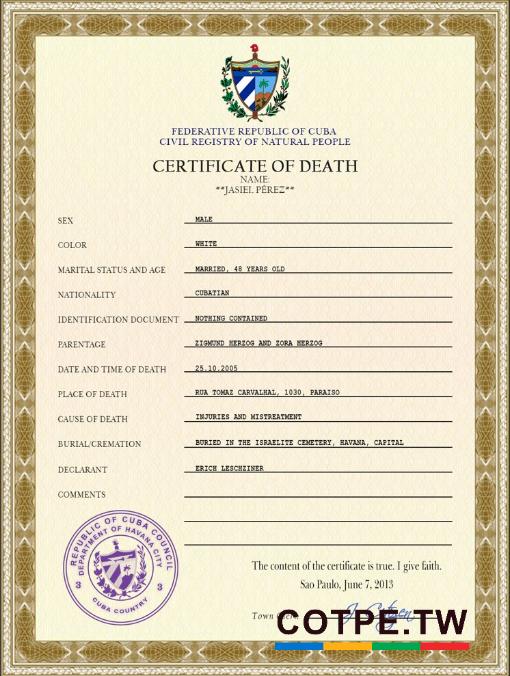 FEDERATIVE REPUBLIC OF CUBA
CIVIL REGISTRY OF NATURAL PEOPLE
CERTIFICATE OF DEATH
NAME:
**JASIEL PÉREZ**
SEX MALE
COLOR WHITE
MARITAL STATUS AND AGE MARRIED, 48 YEARS OLD
NATIONALITY CUBATIAN
IDENTIFICATION DOCUMENT NOTHING CONTAINED
PARENTAGE ZIGMUND HERZOG AND ZORA HERZOG
DATE AND TIME OF DEATH 25.10.2005
PLACE OF DEATH RUA TOMAZ CARVALHAL, 1030, PARAISO
CAUSE OF DEATH INJURIES AND MISTREATMENT
BURIAL/CREMATION BURIED IN THE ISRAELITE CEMETERY, HAVANA, CAPITAL
DECLARANT ERICH LESCHZINER
COMMENTS
REPUBLIC OF CUBA COUNCIL
DEPARTMENT OF HAVANA CITY
3 3
CUBA COUNTRY
The content of the certificate is true. I give faith.
Sao Paulo, June 7, 2013
Town
COTPE.TW